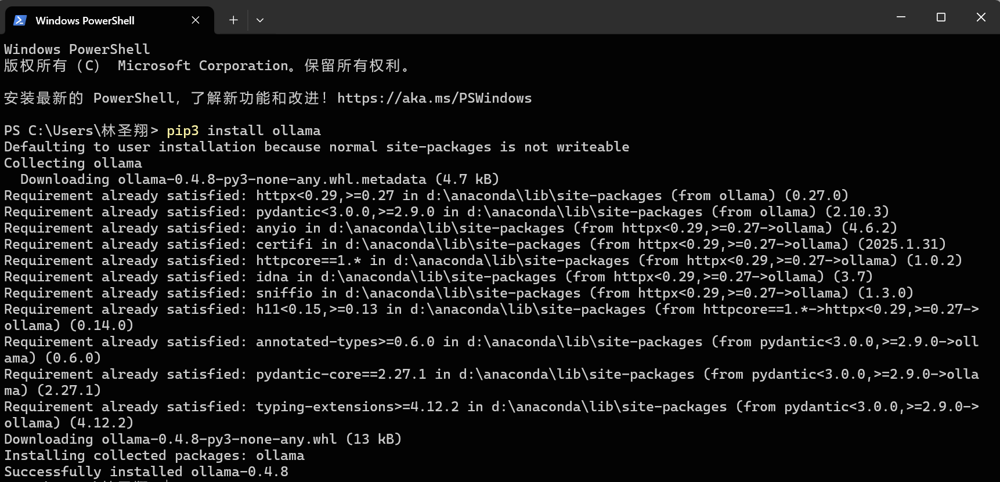 Windows PowerShell
Windows PowerShell
版权所有（C） Microsoft Corporation。保留所有权利。
安装最新的 PowerShell，了解新功能和改进！https://aka.ms/PSWindows
PS C:\Users\林圣翔> pip3 install ollama
Defaulting to user installation because normal site-packages is not writeable
Collecting ollama
  Downloading ollama-0.4.8-py3-none-any.whl.metadata (4.7 kB)
Requirement already satisfied: httpx<0.29,>=0.27 in d:\anaconda\lib\site-packages (from ollama) (0.27.0)
Requirement already satisfied: pydantic<3.0.0,>=2.9.0 in d:\anaconda\lib\site-packages (from ollama) (2.10.3)
Requirement already satisfied: anyio in d:\anaconda\lib\site-packages (from httpx<0.29,>=0.27->ollama) (4.6.2)
Requirement already satisfied: certifi in d:\anaconda\lib\site-packages (from httpx<0.29,>=0.27->ollama) (2025.1.31)
Requirement already satisfied: httpcore==1.* in d:\anaconda\lib\site-packages (from httpx<0.29,>=0.27->ollama) (1.0.2)
Requirement already satisfied: idna in d:\anaconda\lib\site-packages (from httpx<0.29,>=0.27->ollama) (3.7)
Requirement already satisfied: sniffio in d:\anaconda\lib\site-packages (from httpx<0.29,>=0.27->ollama) (1.3.0)
Requirement already satisfied: h11<0.15,>=0.13 in d:\anaconda\lib\site-packages (from httpcore==1.*->httpx<0.29,>=0.27->
ollama) (0.14.0)
Requirement already satisfied: annotated-types>=0.6.0 in d:\anaconda\lib\site-packages (from pydantic<3.0.0,>=2.9.0->oll
ama) (0.6.0)
Requirement already satisfied: pydantic-core==2.27.1 in d:\anaconda\lib\site-packages (from pydantic<3.0.0,>=2.9.0->olla
ma) (2.27.1)
Requirement already satisfied: typing-extensions>=4.12.2 in d:\anaconda\lib\site-packages (from pydantic<3.0.0,>=2.9.0->
ollama) (4.12.2)
Downloading ollama-0.4.8-py3-none-any.whl (13 kB)
Installing collected packages: ollama
Successfully installed ollama-0.4.8